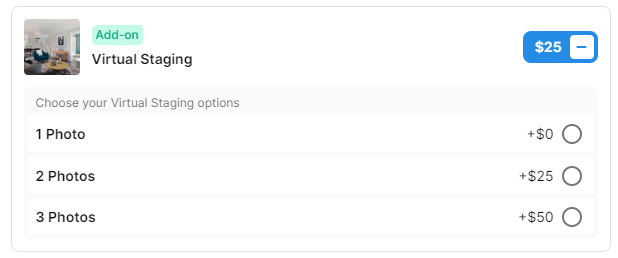 Add-on
Virtual Staging
$25 −
Choose your Virtual Staging options
1 Photo +$0
2 Photos +$25
3 Photos +$50